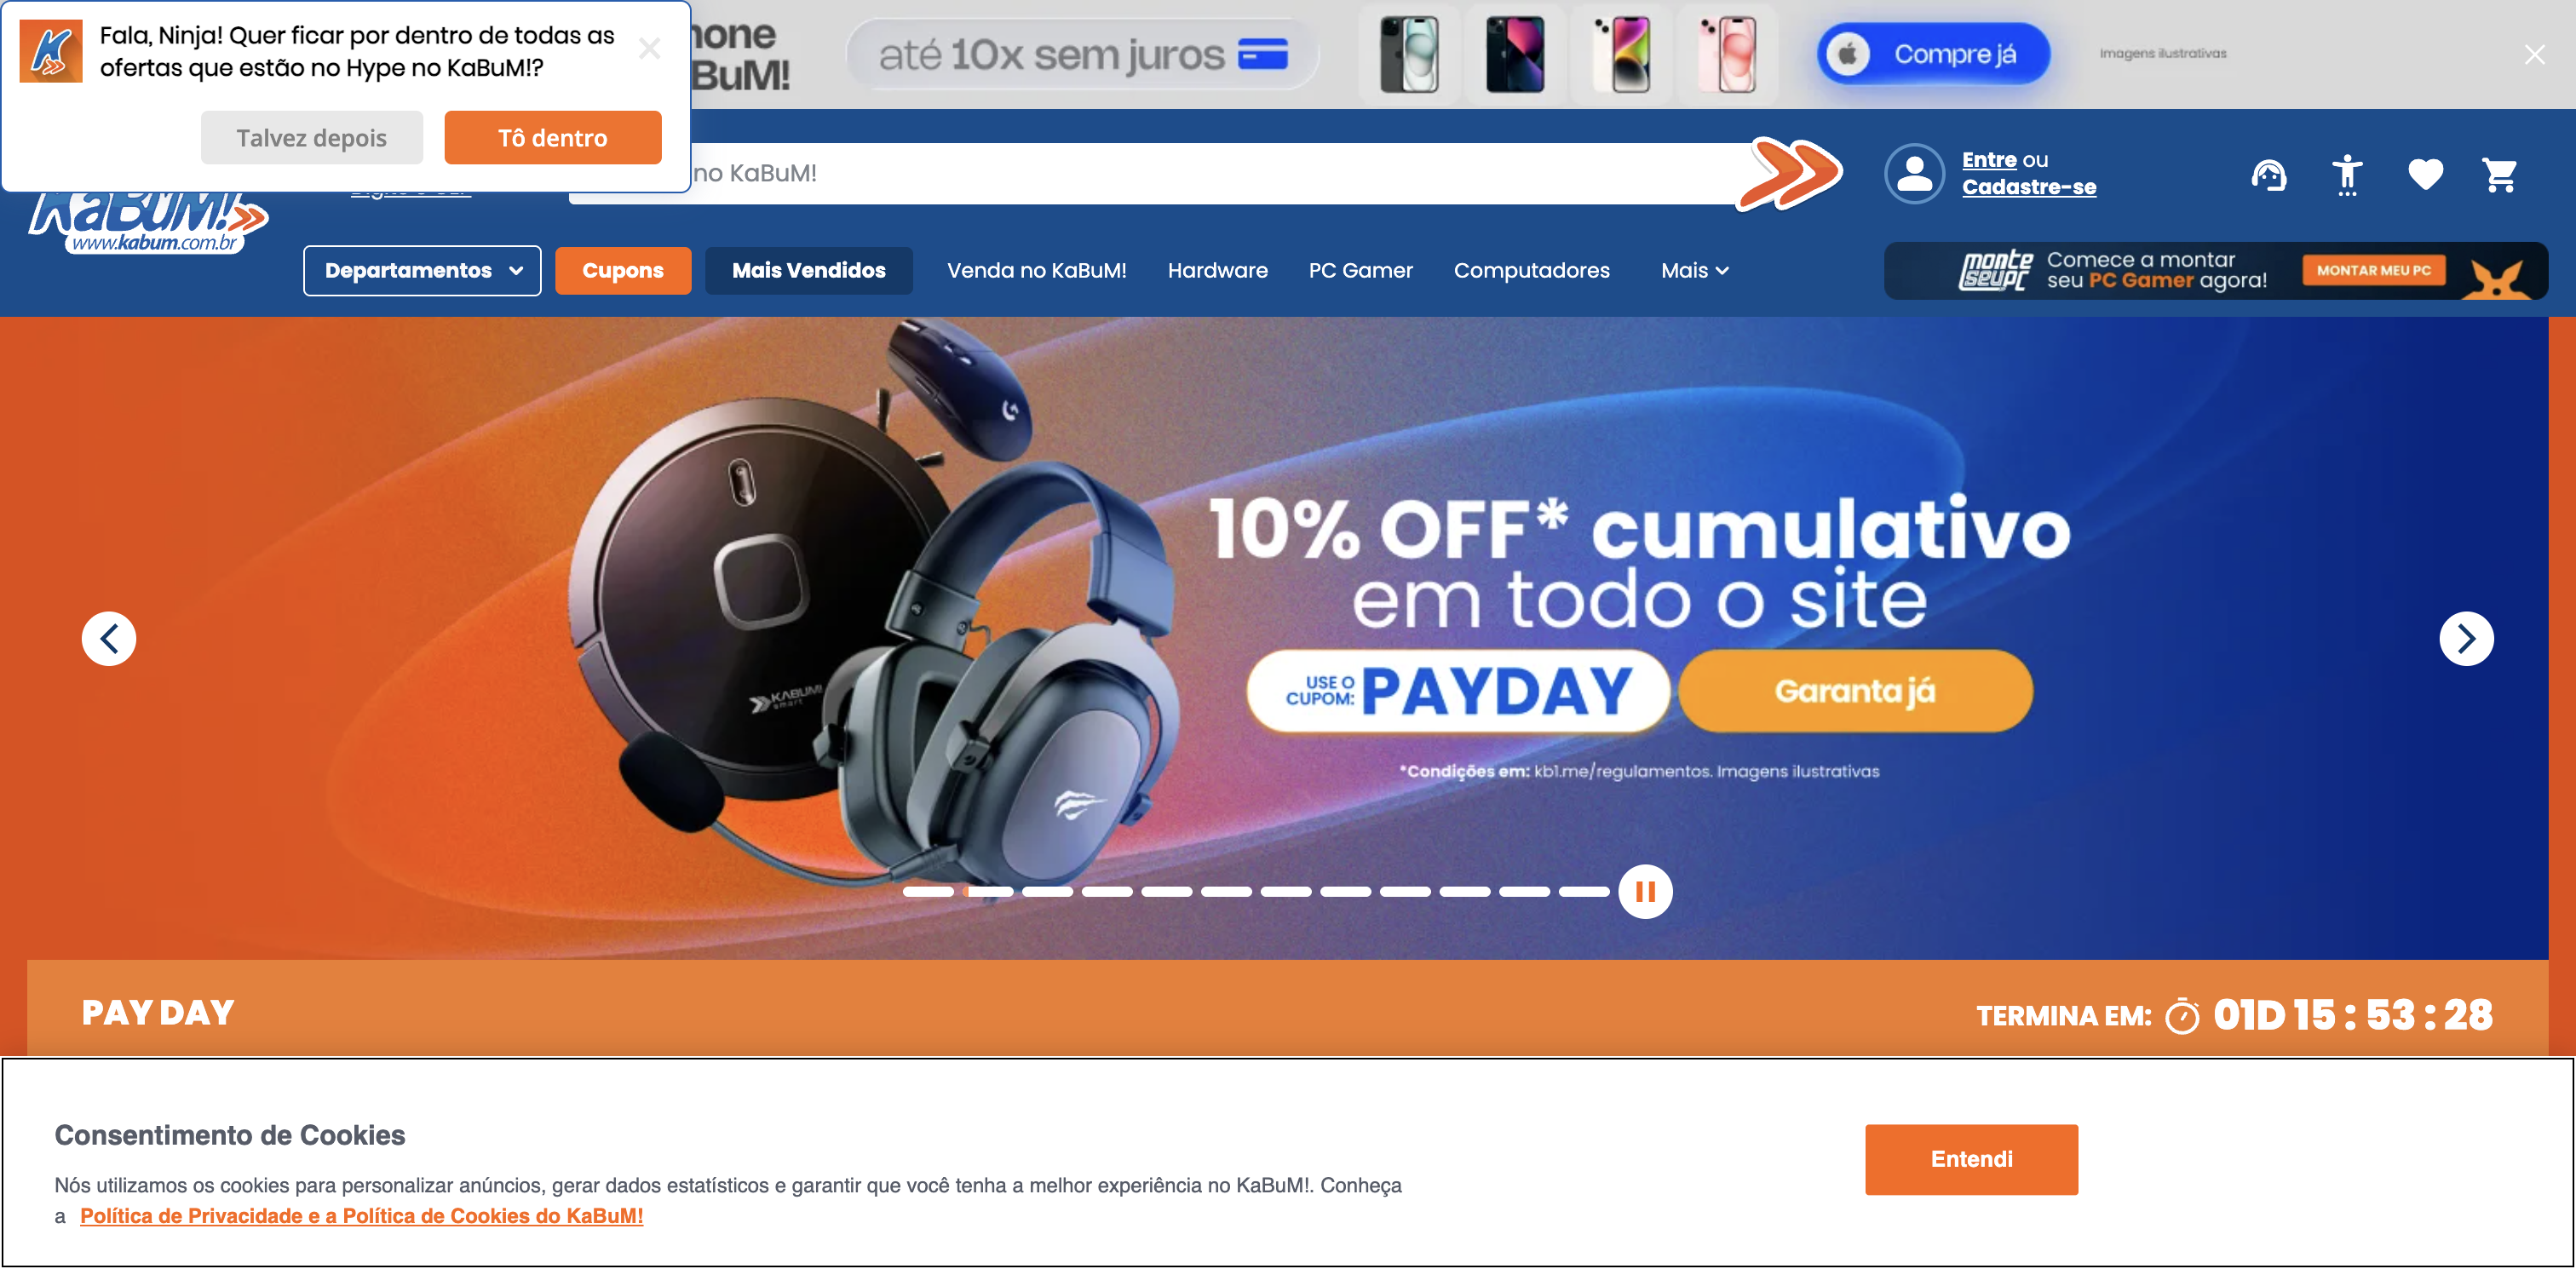 Fala, Ninja! Quer ficar por dentro de todas as
ofertas que estão no Hype no KaBuM!?
Talvez depois
Tô dentro
BuM!
até 10x sem juros
Compre já
Imagens ilustrativas
no KaBuM!
Entre ou
Cadastre-se
KaBuM!
www.kabum.com.br
Departamentos
Cupons
Mais Vendidos
Venda no KaBuM!
Hardware
PC Gamer
Computadores
Mais
monte seu pc
Comece a montar
seu PC Gamer agora!
MONTAR MEU PC
KABUM!
smart
10% OFF* cumulativo
em todo o site
USE O
CUPOM: PAYDAY
Garanta já
*Condições em: kb1.me/regulamentos. Imagens ilustrativas
PAY DAY
TERMINA EM: 01D 15 : 53 : 28
Consentimento de Cookies
Nós utilizamos os cookies para personalizar anúncios, gerar dados estatísticos e garantir que você tenha a melhor experiência no KaBuM!. Conheça
a Política de Privacidade e a Política de Cookies do KaBuM!
Entendi